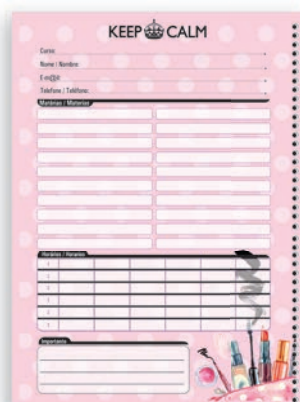 KEEP CALM
Curso:
Nome / Nombre:
E-m@il:
Telefone / Teléfono:
Matérias / Materias
Horários / Horarios
Importante